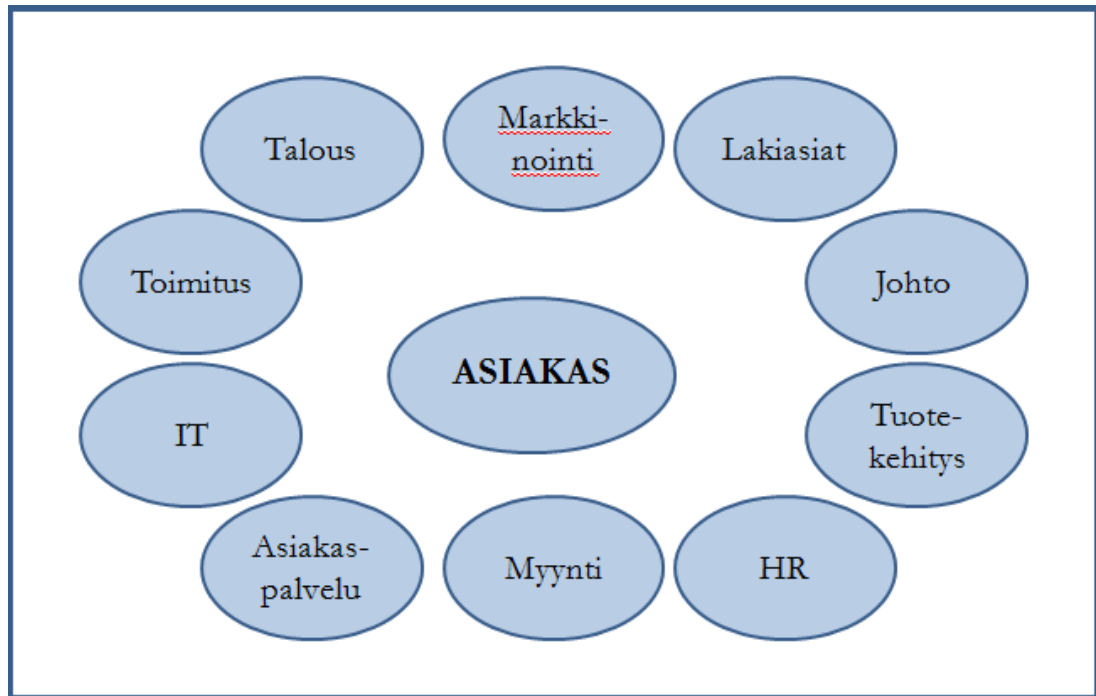 Talous
Markki-
nointi
Lakiasiat
Toimitus
Johto
ASIAKAS
IT
Tuote-
kehitys
Asiakas-
palvelu
Myynti
HR